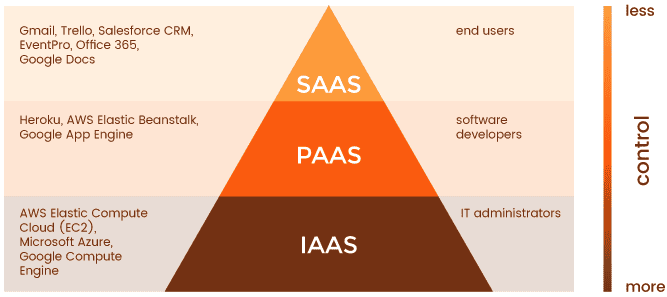 Gmail, Trello, Salesforce CRM,
EventPro, Office 365,
Google Docs
SAAS
end users
Heroku, AWS Elastic Beanstalk,
Google App Engine
PAAS
software
developers
AWS Elastic Compute
Cloud (EC2),
Microsoft Azure,
Google Compute
Engine
IAAS
IT administrators
less
control
more